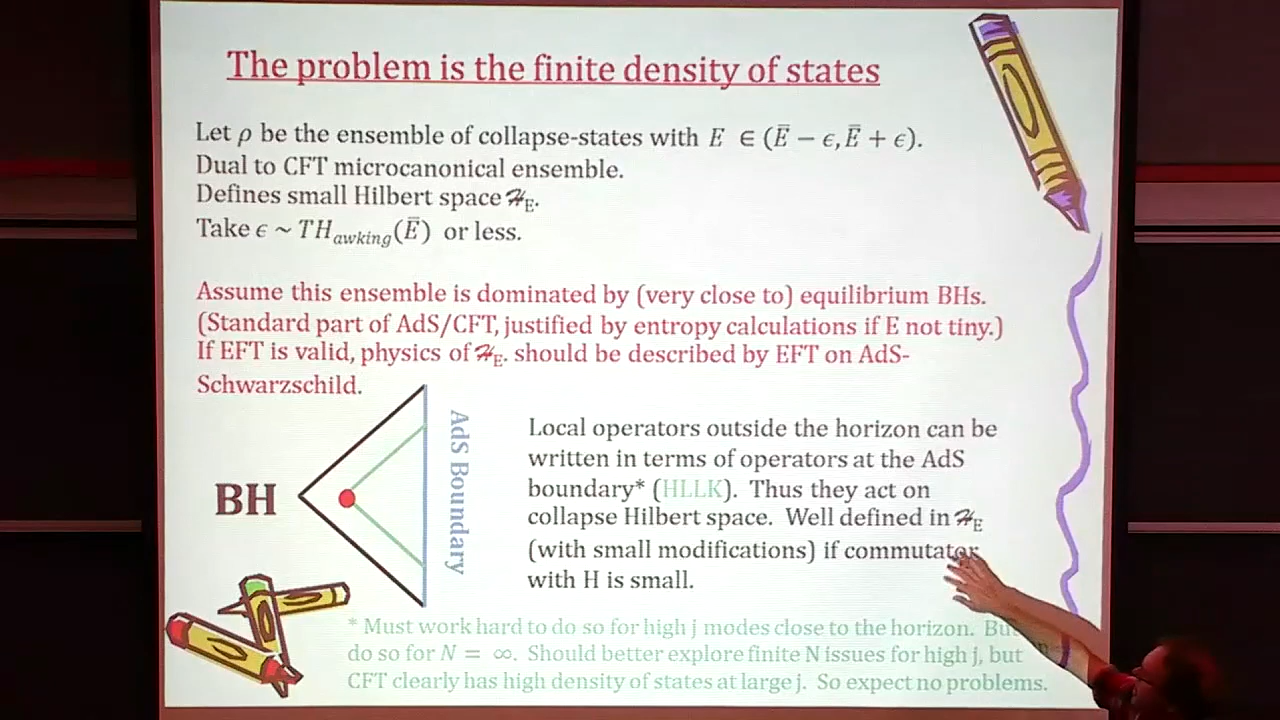 The problem is the finite density of states
Let ρ be the ensemble of collapse-states with E ∈ (Ē − ϵ, Ē + ϵ).
Dual to CFT microcanonical ensemble.
Defines small Hilbert space ℋ_E.
Take ϵ ~ TH_awking(Ē) or less.
Assume this ensemble is dominated by (very close to) equilibrium BHs.
(Standard part of AdS/CFT, justified by entropy calculations if E not tiny.)
If EFT is valid, physics of ℋ_E. should be described by EFT on AdS-
Schwarzschild.
BH
AdS Boundary
Local operators outside the horizon can be
written in terms of operators at the AdS
boundary* (HLLK). Thus they act on
collapse Hilbert space. Well defined in ℋ_E
(with small modifications) if commutator
with H is small.
* Must work hard to do so for high j modes close to the horizon.
do so for N = ∞. Should better explore finite N issues for high j, but
CFT clearly has high density of states at large j. So expect no problems.